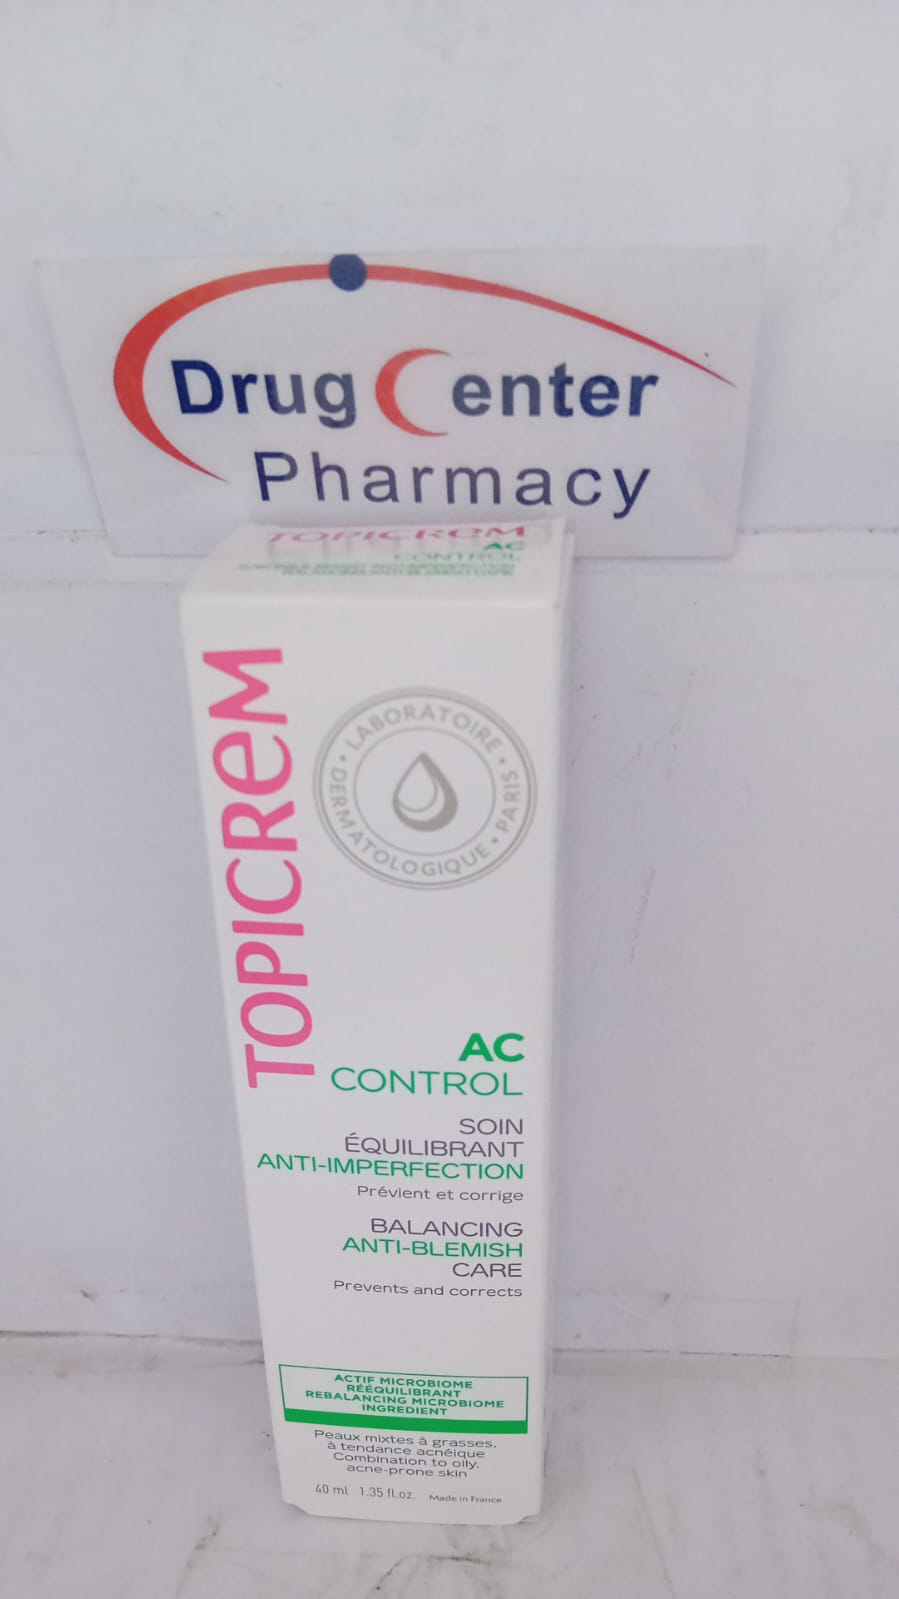 Drug Center
Pharmacy
TOPICREM
AC
CONTROL
TOPICREM
LABORATOIRE • PARIS • DERMATOLOGIQUE •
AC
CONTROL
SOIN
ÉQUILIBRANT
ANTI-IMPERFECTION
Prévient et corrige
BALANCING
ANTI-BLEMISH
CARE
Prevents and corrects
ACTIF MICROBIOME
RÉÉQUILIBRANT
REBALANCING MICROBIOME
INGREDIENT
Peaux mixtes à grasses,
à tendance acnéique
Combination to oily,
acne-prone skin
40 ml 1.35 fl.oz. Made in France